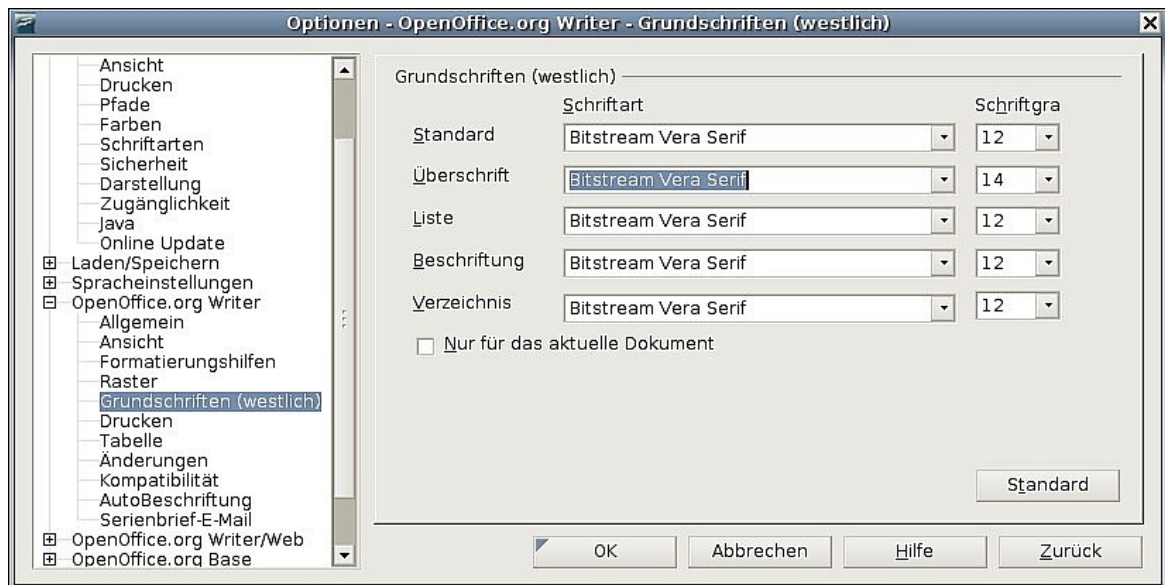 Optionen - OpenOffice.org Writer - Grundschriften (westlich)
Ansicht
Drucken
Pfade
Farben
Schriftarten
Sicherheit
Darstellung
Zugänglichkeit
Java
Online Update
Laden/Speichern
Spracheinstellungen
OpenOffice.org Writer
Allgemein
Ansicht
Formatierungshilfen
Raster
Grundschriften (westlich)
Drucken
Tabelle
Änderungen
Kompatibilität
AutoBeschriftung
Serienbrief-E-Mail
OpenOffice.org Writer/Web
OpenOffice.org Base
Grundschriften (westlich)
Schriftart Schriftgra
Standard Bitstream Vera Serif 12
Überschrift Bitstream Vera Serif 14
Liste Bitstream Vera Serif 12
Beschriftung Bitstream Vera Serif 12
Verzeichnis Bitstream Vera Serif 12
Nur für das aktuelle Dokument
Standard
OK Abbrechen Hilfe Zurück